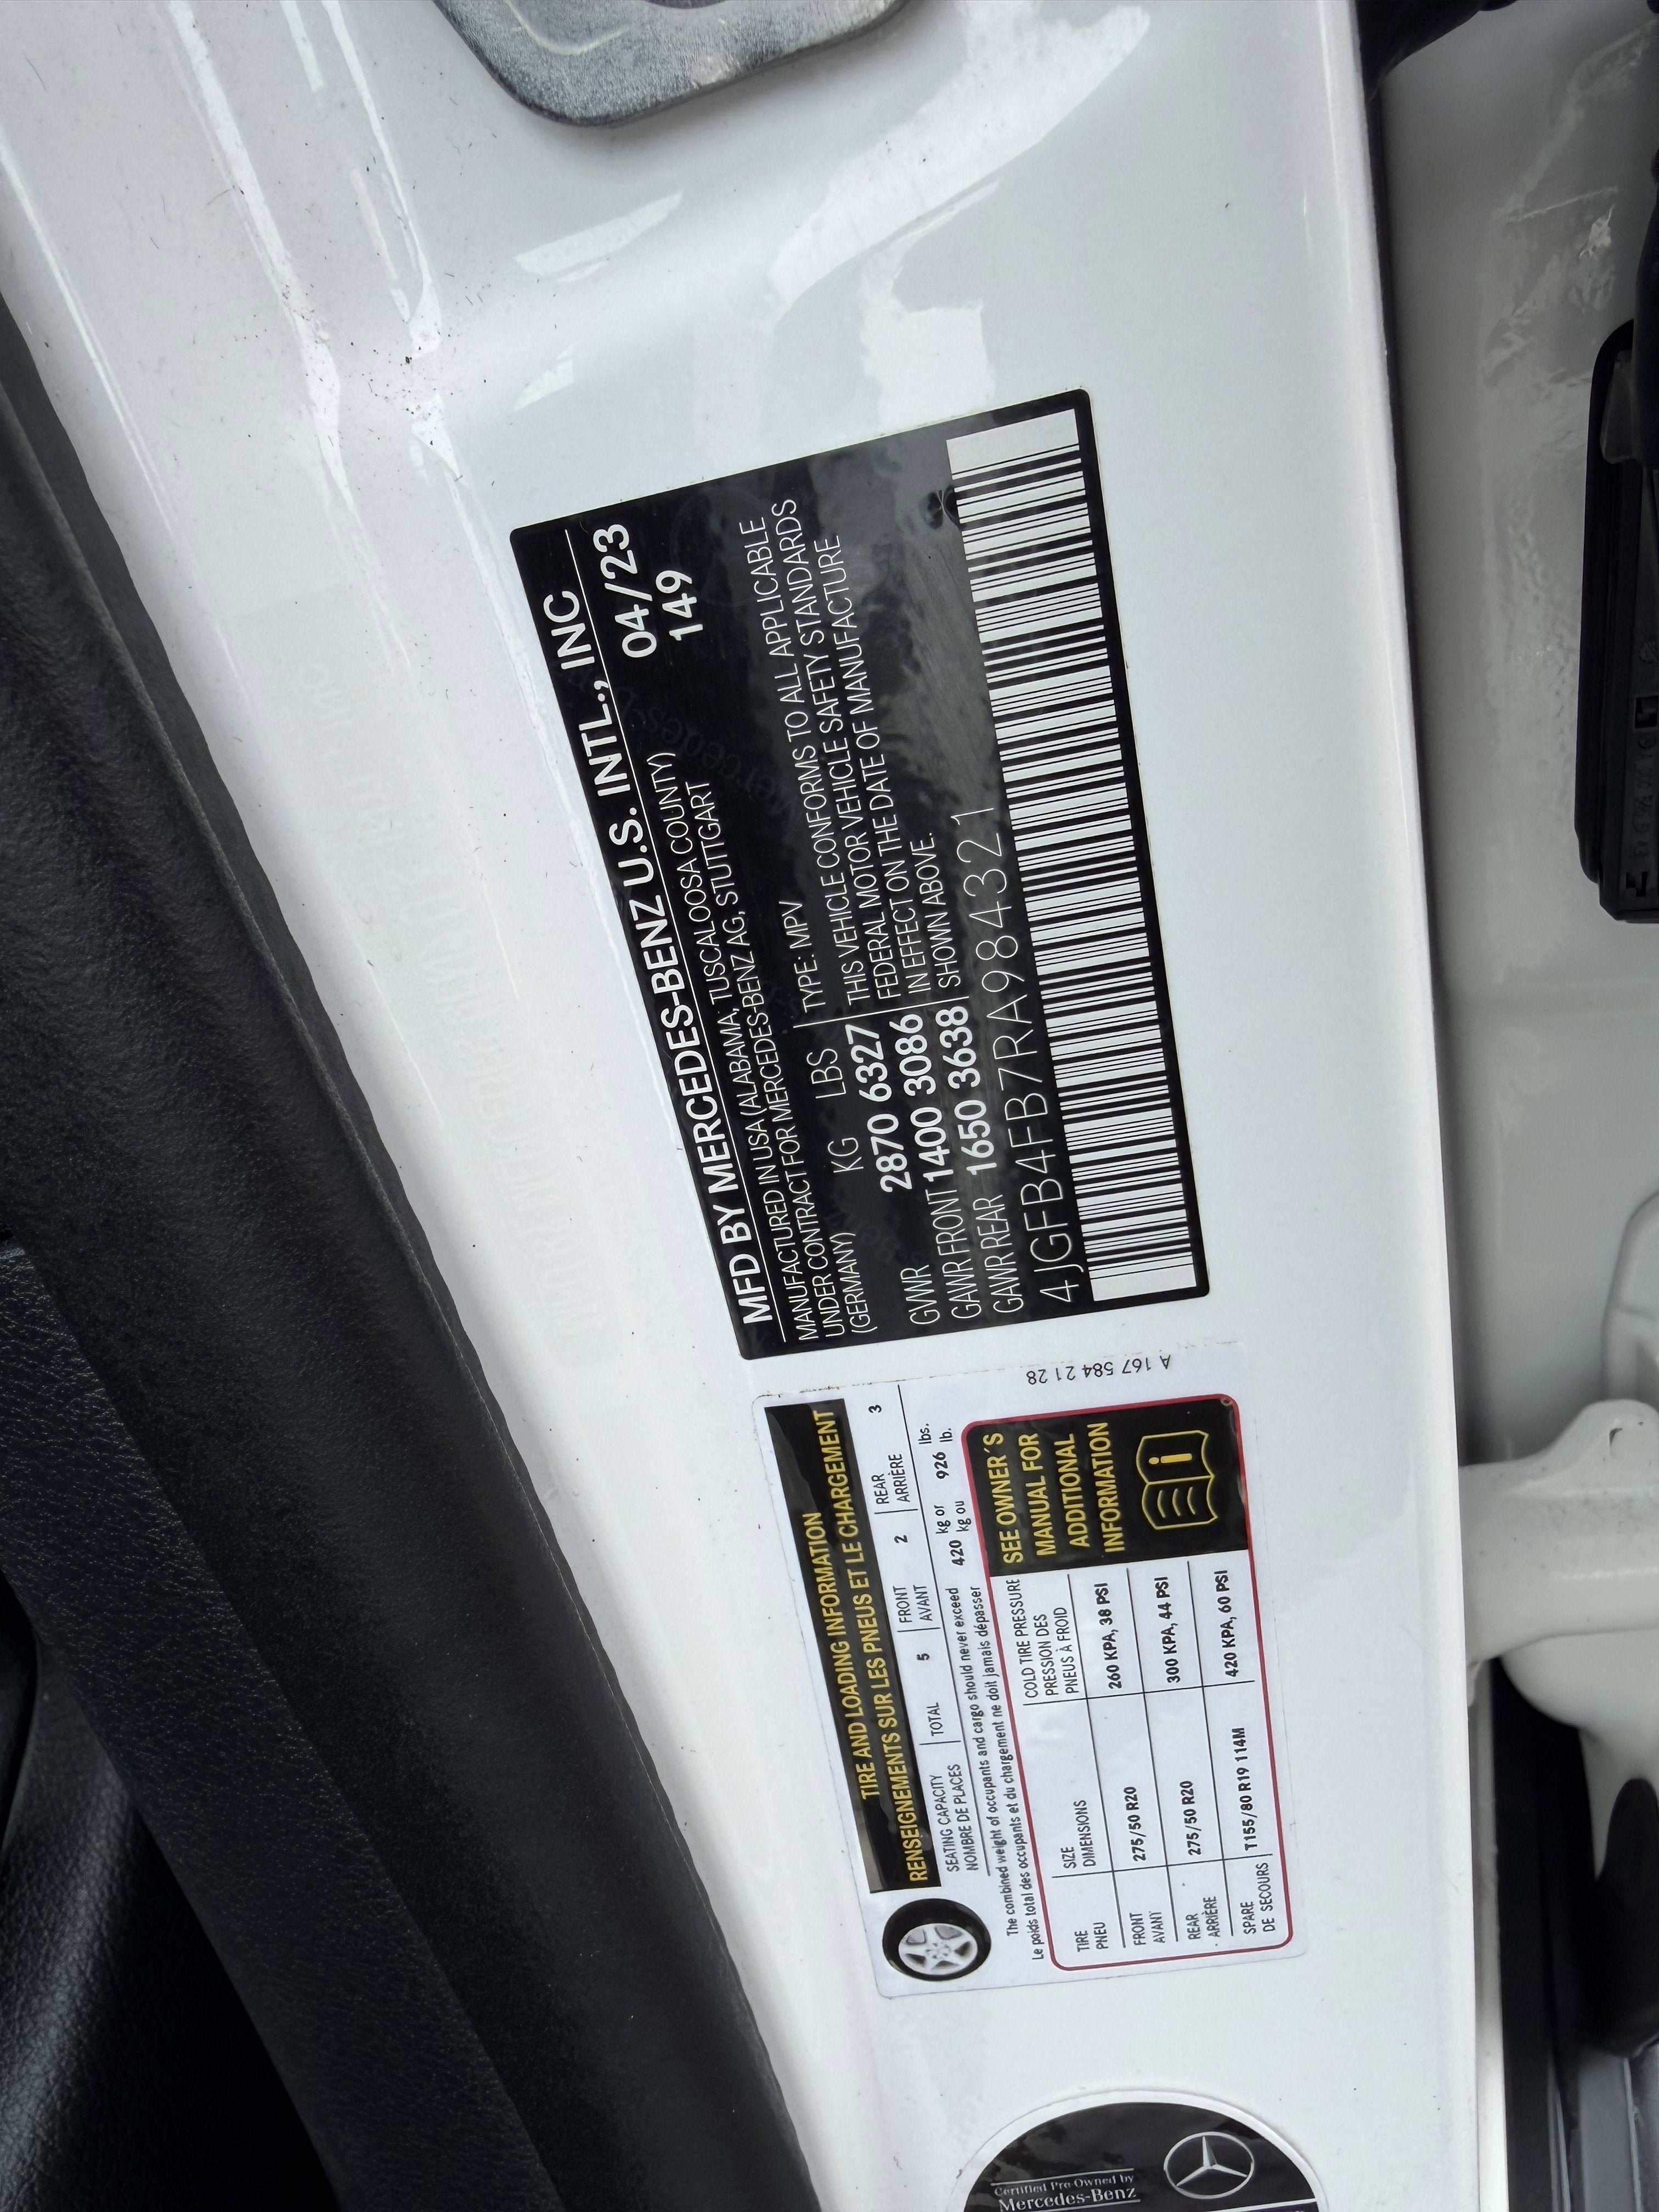 MFD BY MERCEDES-BENZ U.S. INTL., INC
MANUFACTURED IN USA (ALABAMA; TUSCALOOSA COUNTY) 04/23
UNDER CONTRACT FOR MERCEDES-BENZ AG, STUTTGART 149
(GERMANY)
KG LBS TYPE: MPV
GVWR 2870 6327 THIS VEHICLE CONFORMS TO ALL APPLICABLE
FEDERAL MOTOR VEHICLE SAFETY STANDARDS
GAWR FRONT 1400 3086 IN EFFECT ON THE DATE OF MANUFACTURE
GAWR REAR 1650 3638 SHOWN ABOVE.
4JGFB4FB7RA984321
TIRE AND LOADING INFORMATION
RENSEIGNEMENTS SUR LES PNEUS ET LE CHARGEMENT
SEATING CAPACITY TOTAL 5 FRONT 2 REAR 3
NOMBRE DE PLACES AVANT ARRIÈRE
The combined weight of occupants and cargo should never exceed 420 kg or 926 lbs.
Le poids total des occupants et du chargement ne doit jamais dépasser kg ou lb.
TIRE SIZE COLD TIRE PRESSURE
PNEU DIMENSIONS PRESSION DES
PNEUS À FROID
FRONT 275/50 R20 260 KPA, 38 PSI
AVANT
REAR 275/50 R20 300 KPA, 44 PSI
ARRIÈRE
SPARE T155/80 R19 114M 420 KPA, 60 PSI
DE SECOURS
SEE OWNER´S
MANUAL FOR
ADDITIONAL
INFORMATION
A 167 584 21 28
Certified Pre-Owned by
Mercedes-Benz